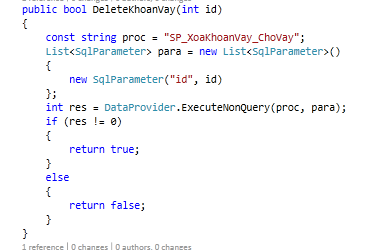 public bool DeleteKhoanVay(int id)
{
const string proc = "SP_XoaKhoanVay_ChoVay";
List<SqlParameter> para = new List<SqlParameter>()
{
new SqlParameter("id", id)
};
int res = DataProvider.ExecuteNonQuery(proc, para);
if (res != 0)
{
return true;
}
else
{
return false;
}
}
1 reference | 0 changes | 0 authors, 0 changes